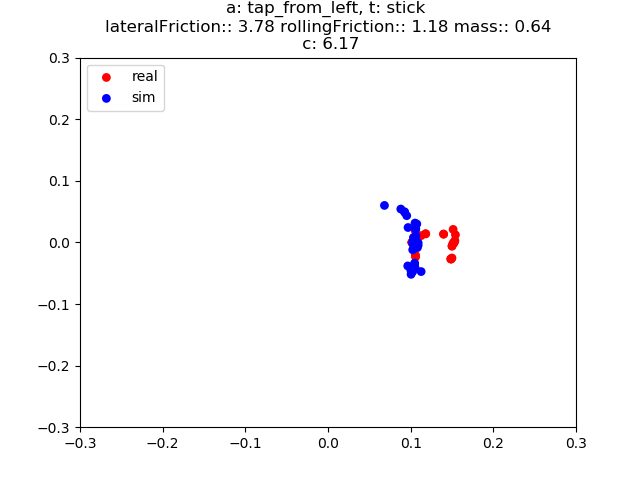 a: tap_from_left, t: stick
lateralFriction:: 3.78 rollingFriction:: 1.18 mass:: 0.64
c: 6.17
real
sim
0.3
0.2
0.1
0.0
−0.1
−0.2
−0.3
−0.3 −0.2 −0.1 0.0 0.1 0.2 0.3